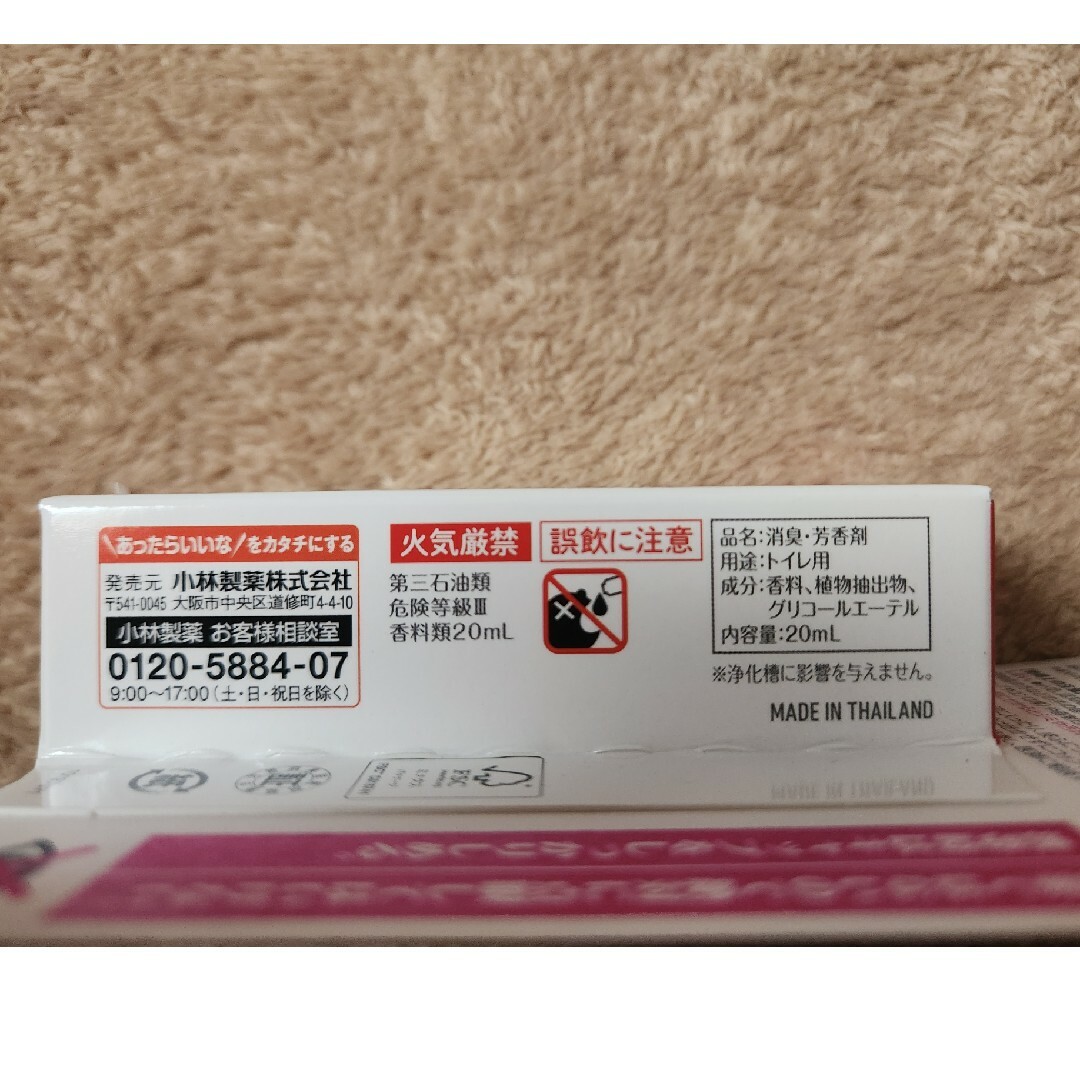 \あったらいいな/をカタチにする
発売元 小林製薬株式会社
〒541-0045 大阪市中央区道修町4-4-10
小林製薬 お客様相談室
0120-5884-07
9:00〜17:00(土・日・祝日を除く)
火気厳禁
第三石油類
危険等級Ⅲ
香料類20mL
誤飲に注意
品名:消臭・芳香剤
用途:トイレ用
成分:香料、植物抽出物、
グリコールエーテル
内容量:20mL
※浄化槽に影響を与えません。
MADE IN THAILAND